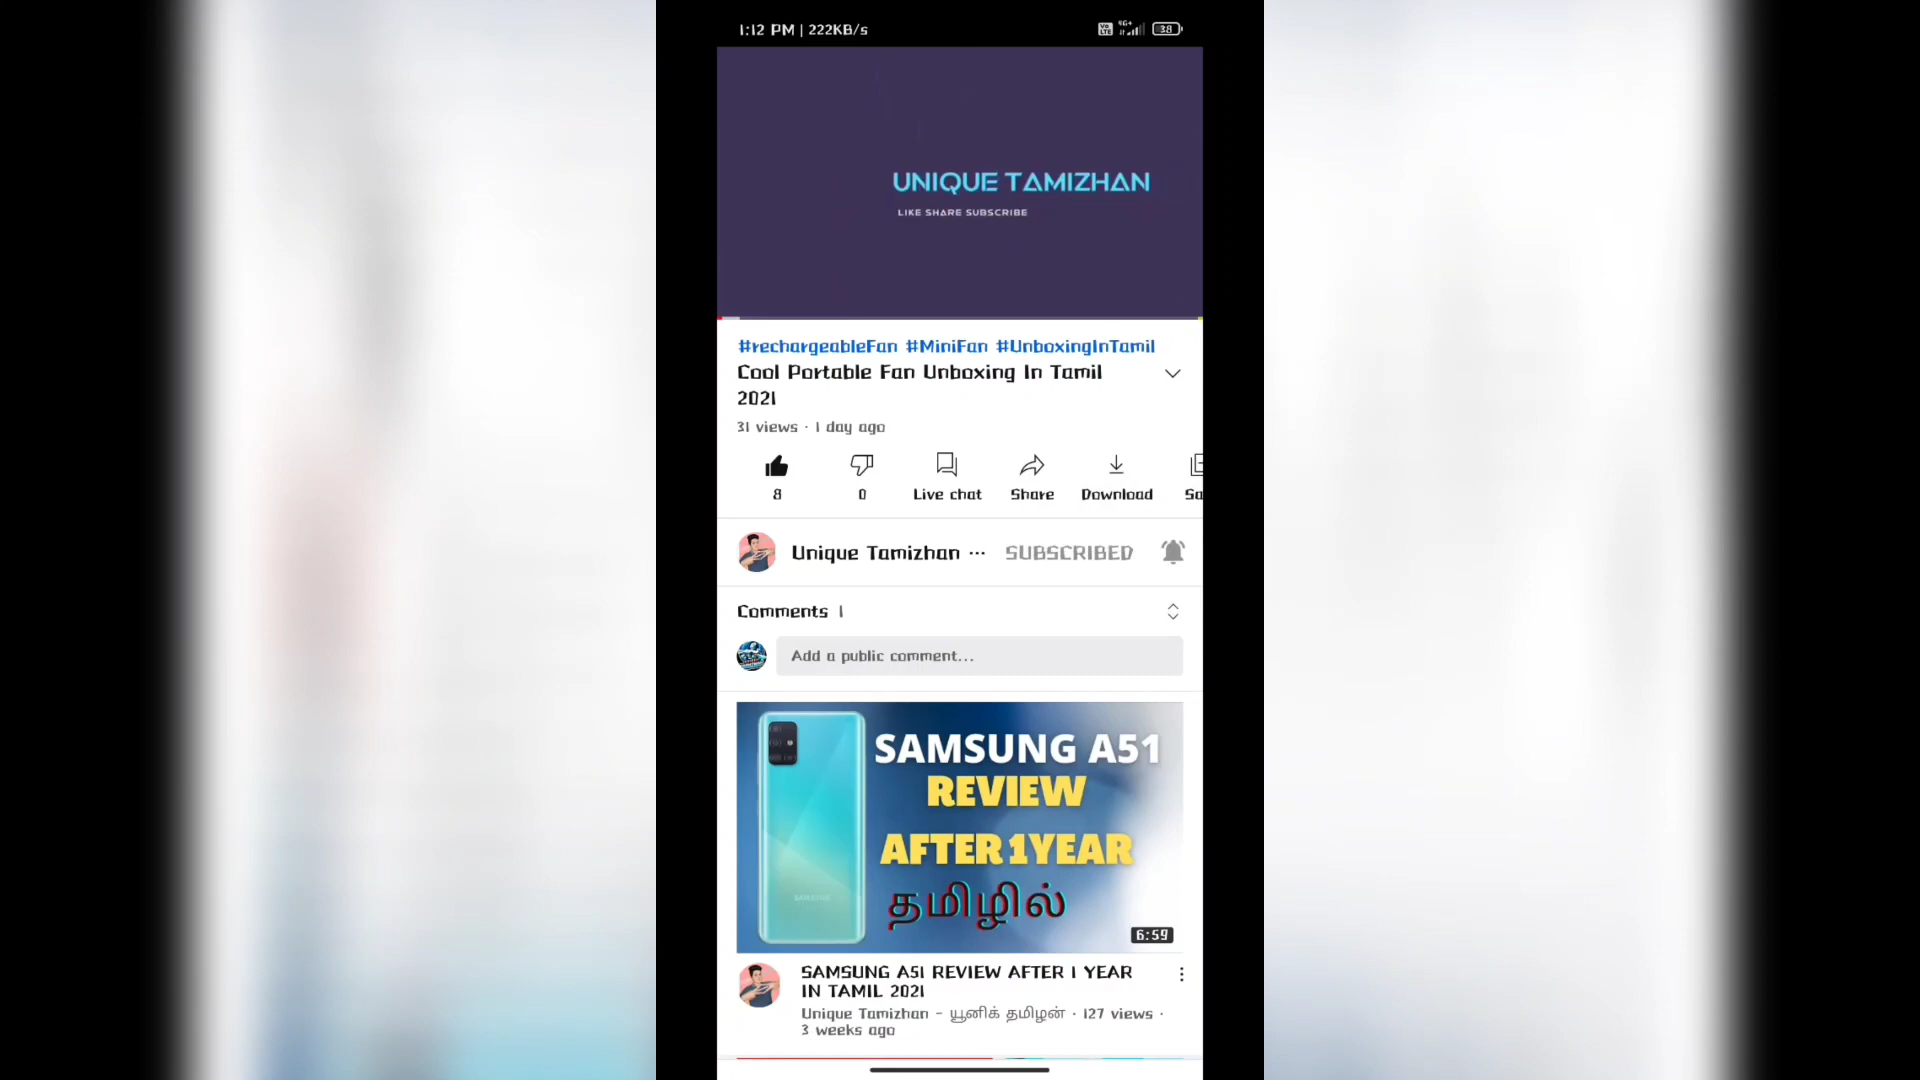 1:12 PM | 222KB/s
4G+
38
UNIQUE TAMIZHAN
LIKE SHARE SUBSCRIBE
#rechargeableFan #MiniFan #UnboxingInTamil
Cool Portable Fan Unboxing In Tamil
2021
31 views · 1 day ago
8
0
Live chat
Share
Download
Sa
Unique Tamizhan ...
SUBSCRIBED
Comments 1
Add a public comment...
SAMSUNG A51
REVIEW
AFTER 1YEAR
தமிழில்
SAMSUNG
6:59
SAMSUNG A51 REVIEW AFTER 1 YEAR
IN TAMIL 2021
Unique Tamizhan - யூனிக் தமிழன் · 127 views ·
3 weeks ago